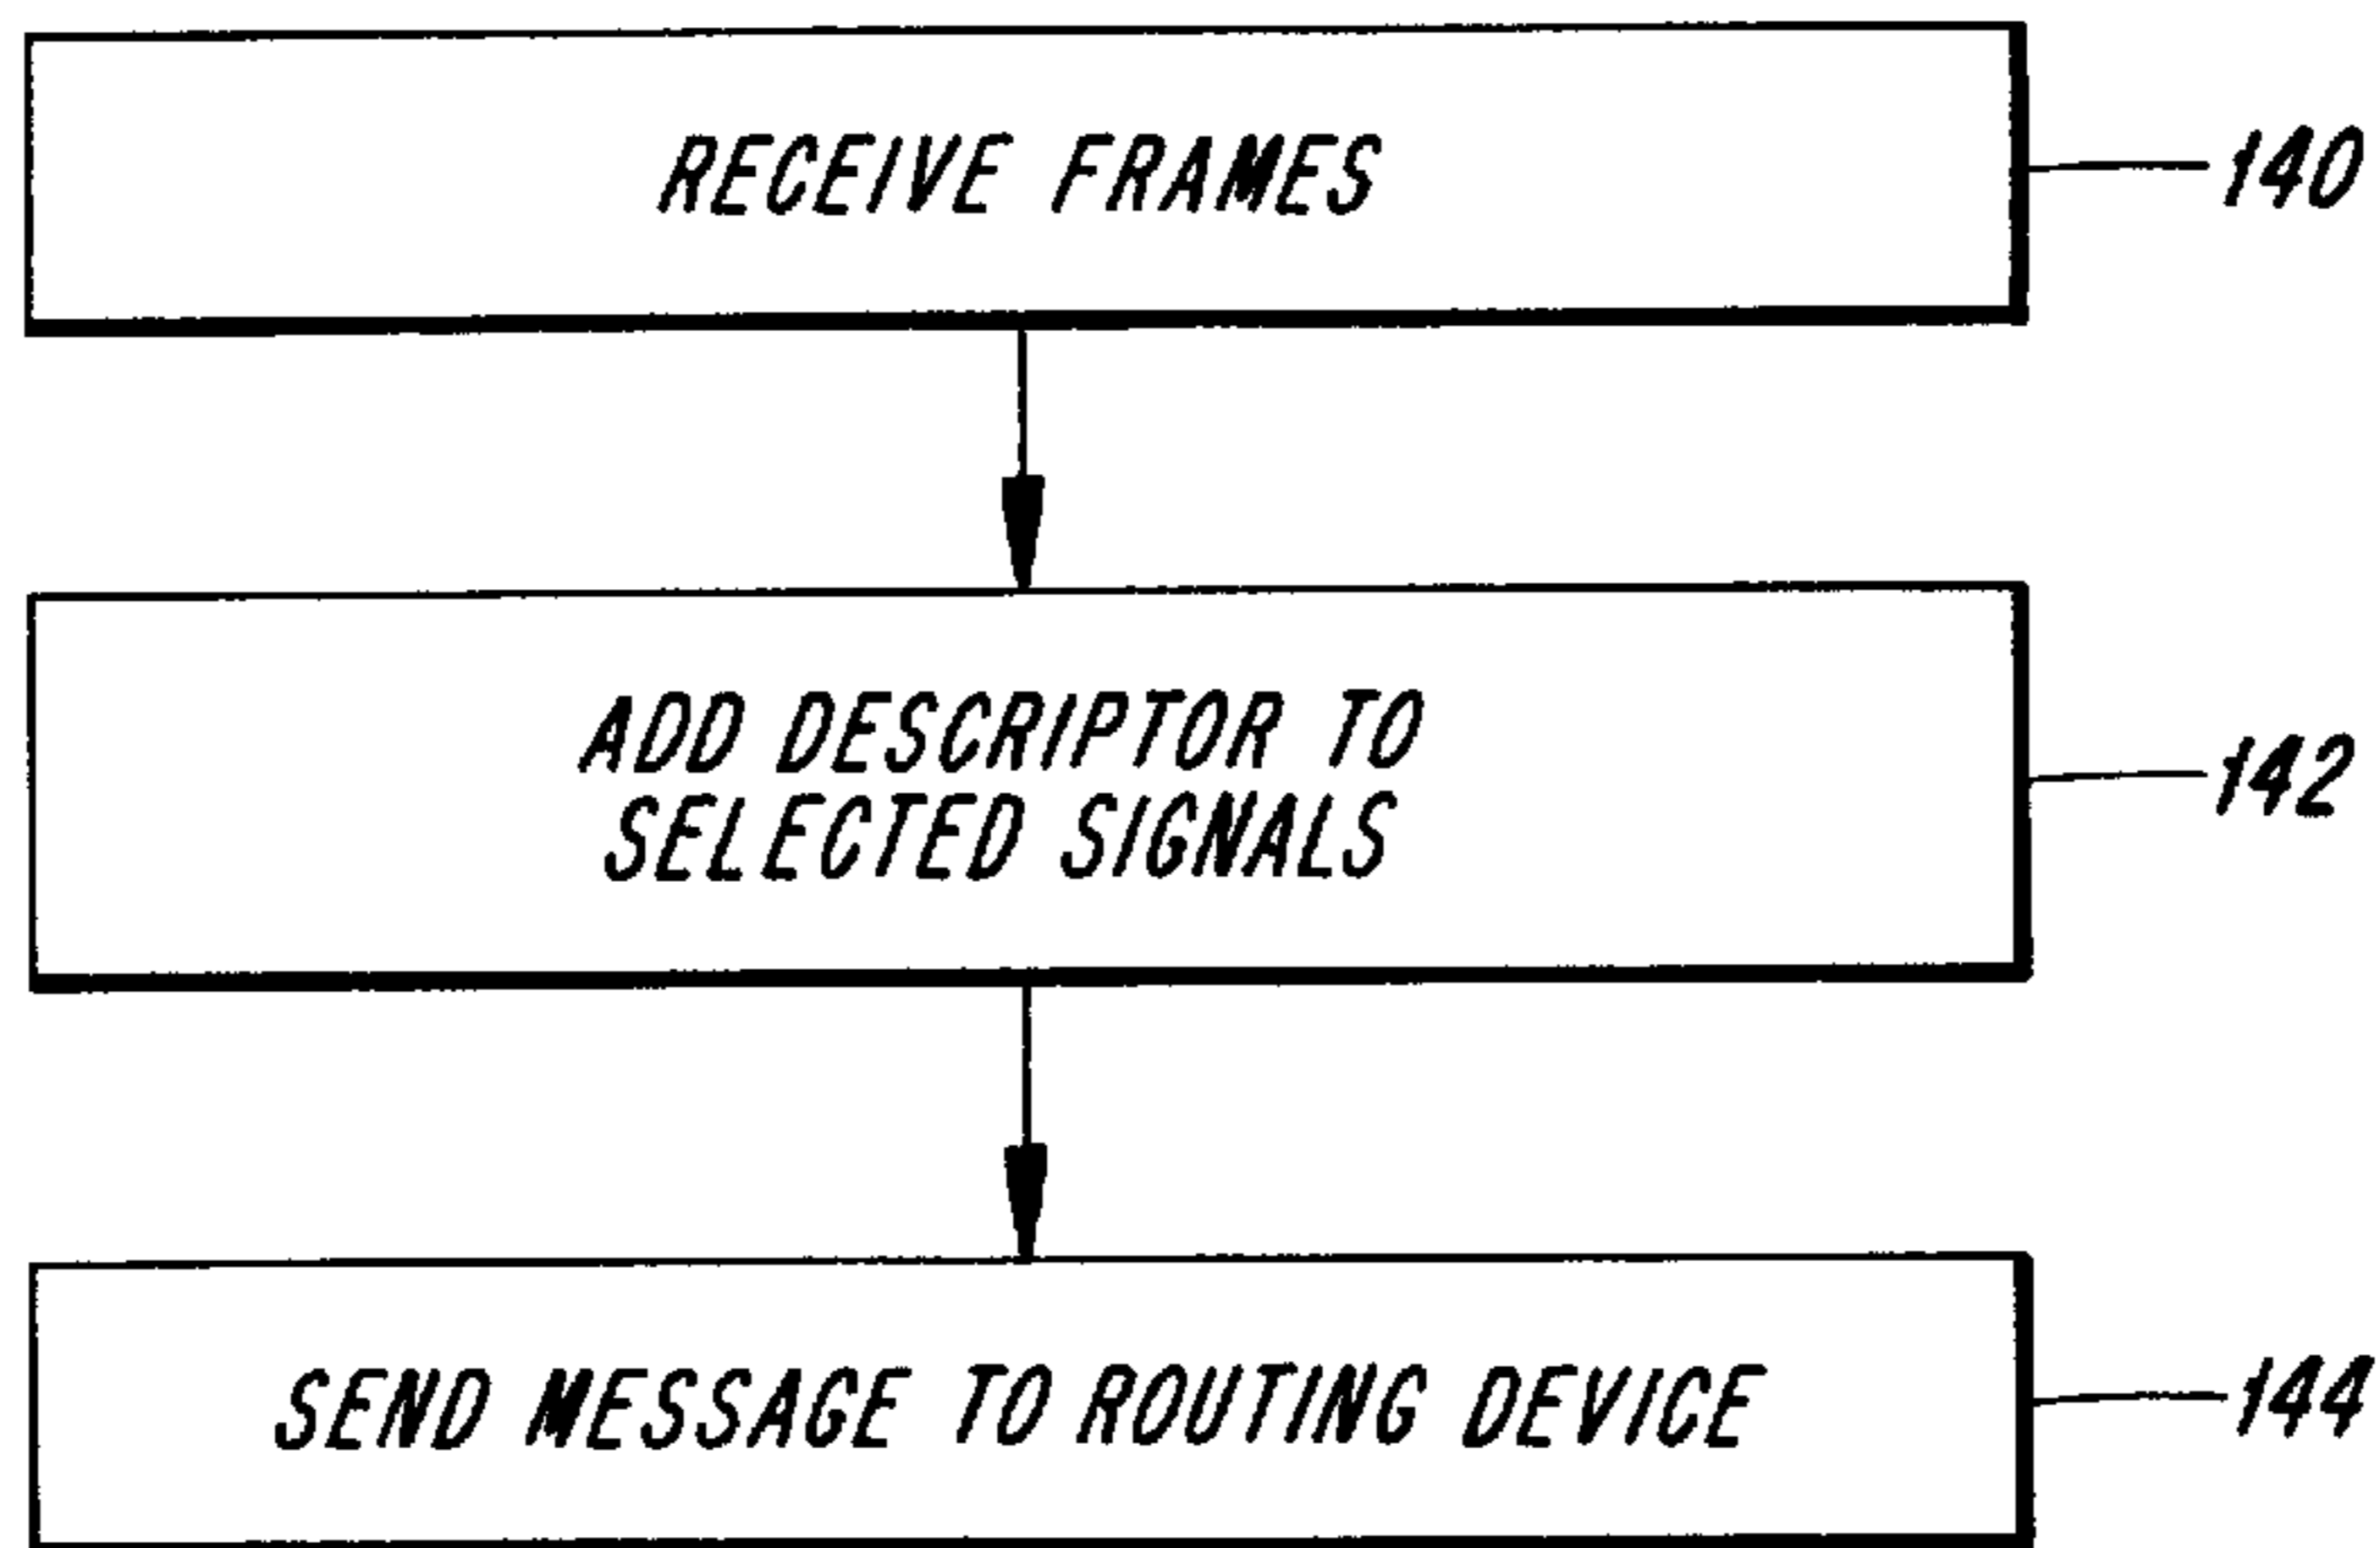 RECEIVE FRAMES
140
ADD DESCRIPTOR TO
SELECTED SIGNALS
142
SEND MESSAGE TO ROUTING DEVICE
144